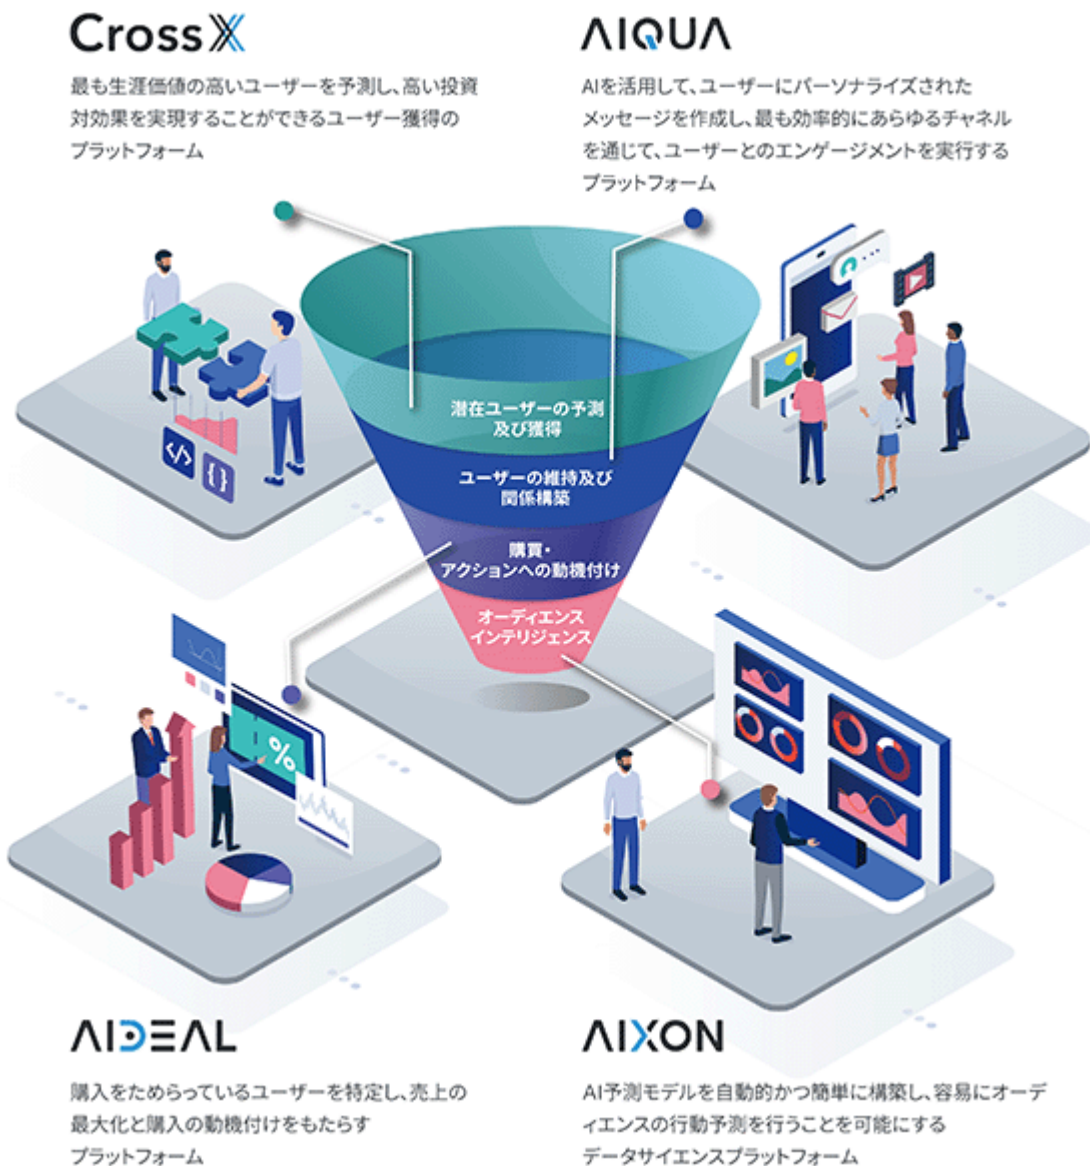 CrossX
最も生涯価値の高いユーザーを予測し、高い投資
対効果を実現することができるユーザー獲得の
プラットフォーム
AIQUA
AIを活用して、ユーザーにパーソナライズされた
メッセージを作成し、最も効率的にあらゆるチャネル
を通じて、ユーザーとのエンゲージメントを実行する
プラットフォーム
潜在ユーザーの予測
及び獲得
ユーザーの維持及び
関係構築
購買・
アクションへの動機付け
オーディエンス
インテリジェンス
</>
{ }
%
AIDEAL
購入をためらっているユーザーを特定し、売上の
最大化と購入の動機付けをもたらす
プラットフォーム
AIXON
AI予測モデルを自動的かつ簡単に構築し、容易にオーデ
ィエンスの行動予測を行うことを可能にする
データサイエンスプラットフォーム